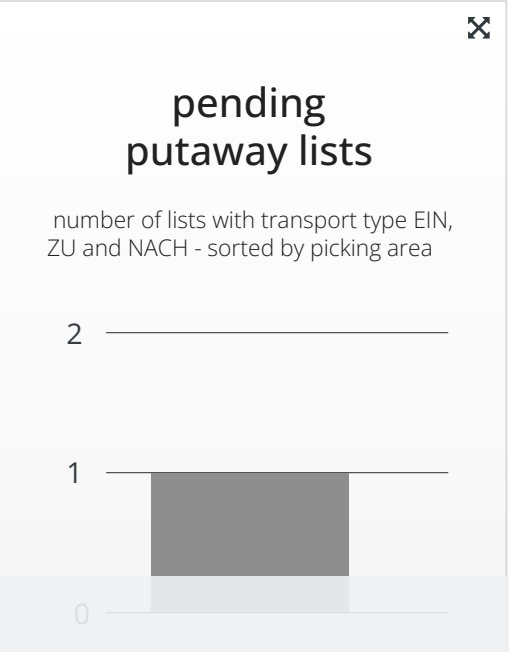 pending
putaway lists
number of lists with transport type EIN,
ZU and NACH - sorted by picking area
2
1
0